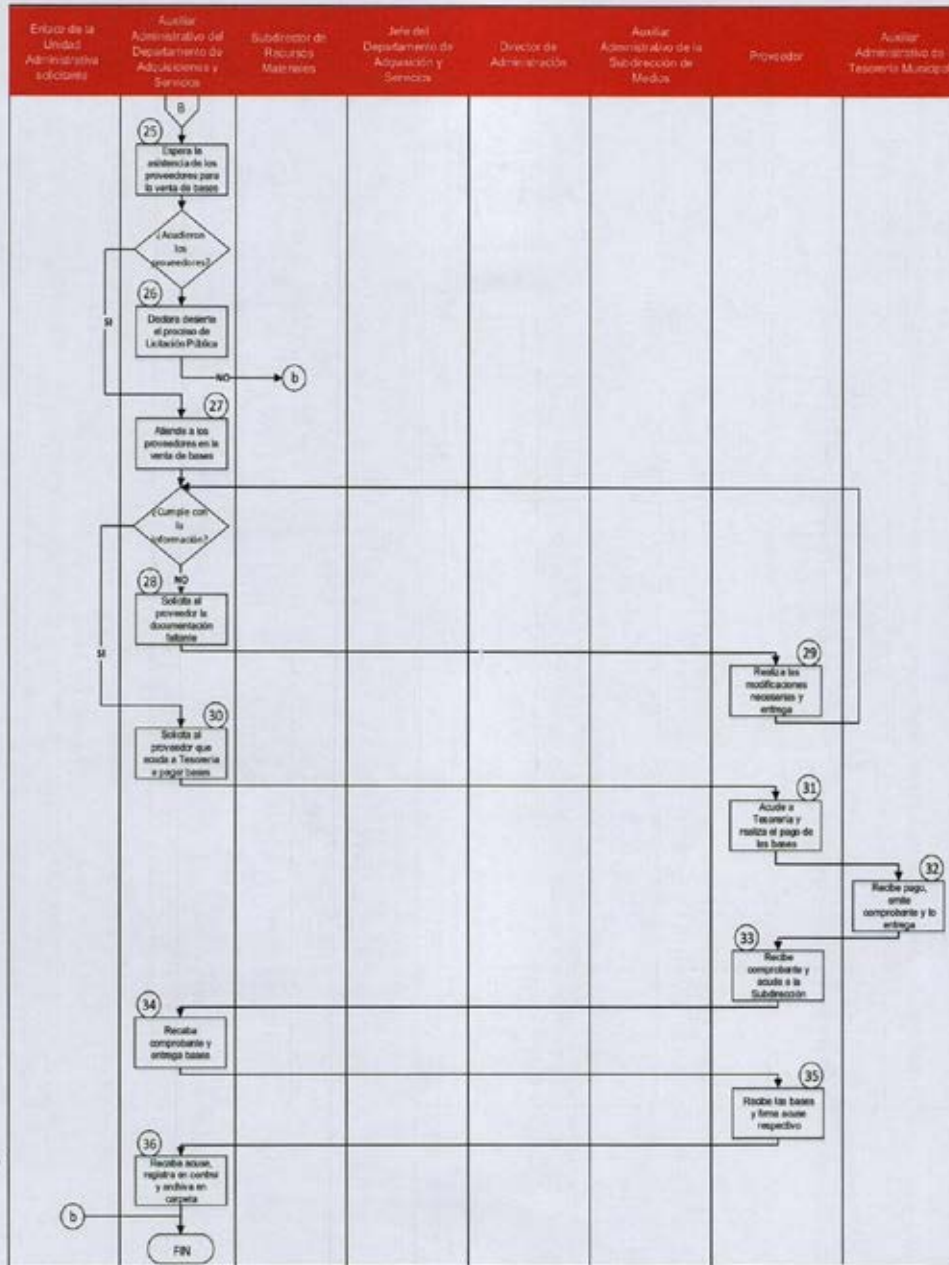 Enlace de la
Unidad
Administrativa
solicitante
Auxiliar
Administrativo del
Departamento de
Adquisiciones y
Servicios
Subdirector de
Recursos
Materiales
Jefe del
Departamento de
Adquisición y
Servicios
Director de
Administración
Auxiliar
Administrativo de la
Subdirección de
Medios
Proveedor
Auxiliar
Administrativo de
Tesorería Municipal
B
25
Espera la
asistencia de los
proveedores para
la venta de bases
¿Acudieron
los
proveedores?
SI
26
Declara desierte
el proceso de
Licitación Pública
NO
b
27
Atiende a los
proveedores en la
venta de bases
¿Cumple con
la
información?
NO
SI
28
Solicita al
proveedor la
documentación
faltante
29
Realiza las
modificaciones
necesarias y
entrega
30
Solicita al
proveedor que
acuda a Tesorería
a pagar bases
31
Acude a
Tesorería y
realiza el pago de
las bases
32
Recibe pago,
emite
comprobante y lo
entrega
33
Recibe
comprobante y
acude a la
Subdirección
34
Recaba
comprobante y
entrega bases
35
Recibe las bases
y firma acuse
respectivo
36
Recaba acuse,
registra en control
y archiva en
carpeta
b
FIN